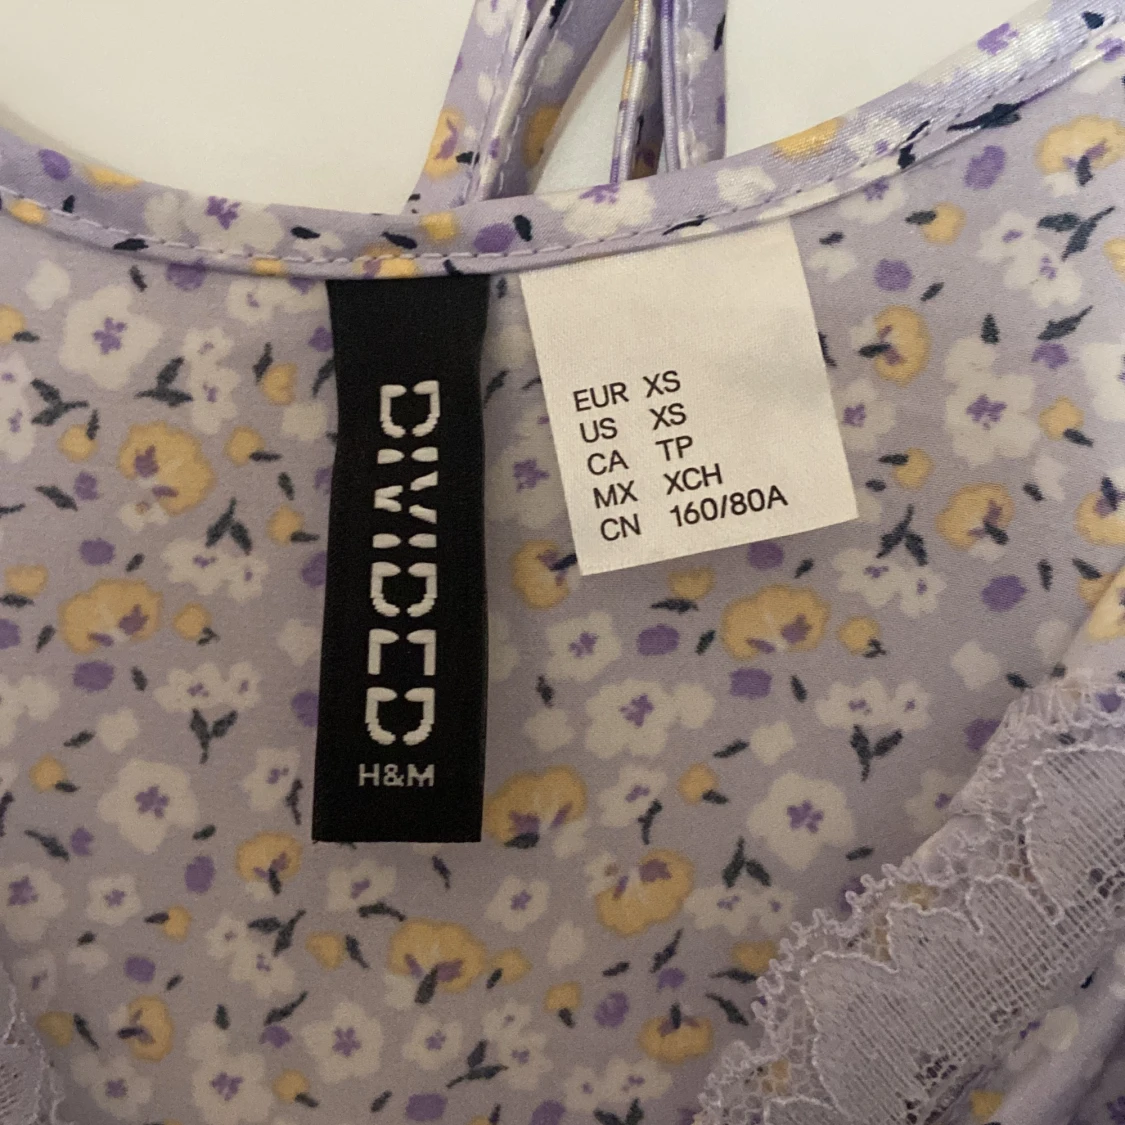 DIVIDED
H&M
EUR XS
US XS
CA TP
MX XCH
CN 160/80A